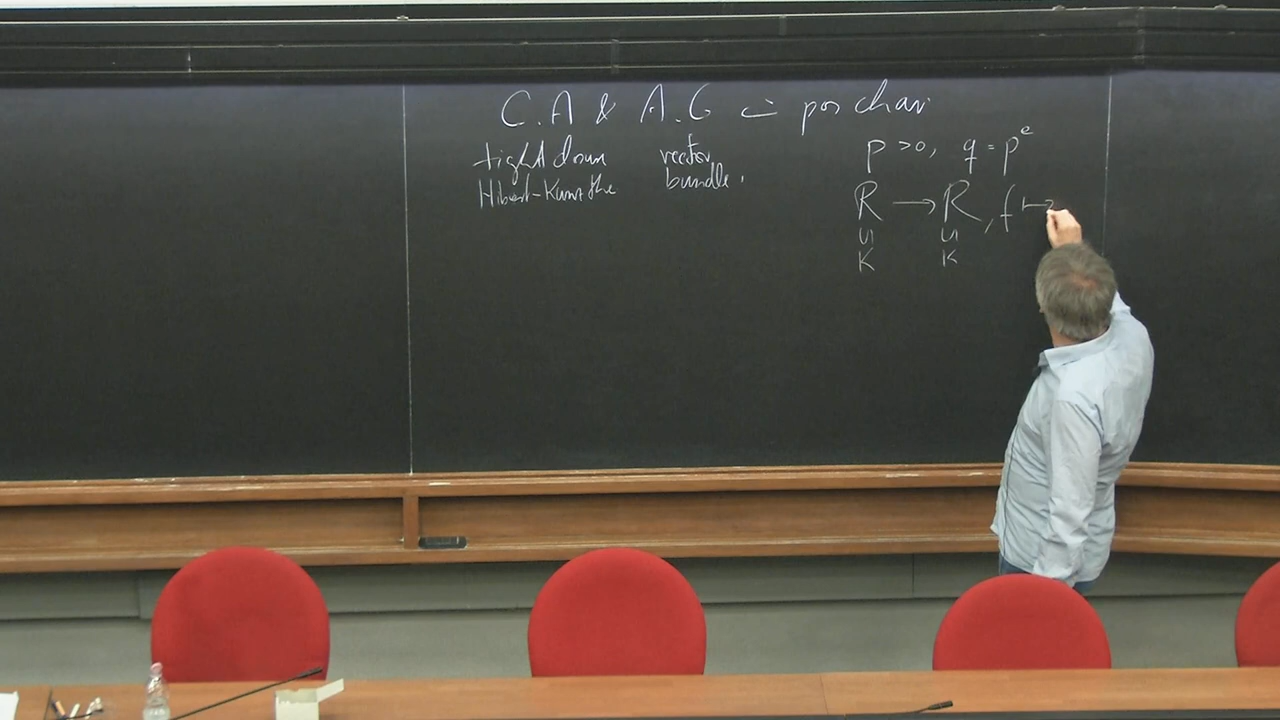 C.A & A.G in pos char
tight closure vector
Hilbert-Kunz the bundle.
p > 0, q = p^e
R → R, f ↦
⊆ ⊆
K K